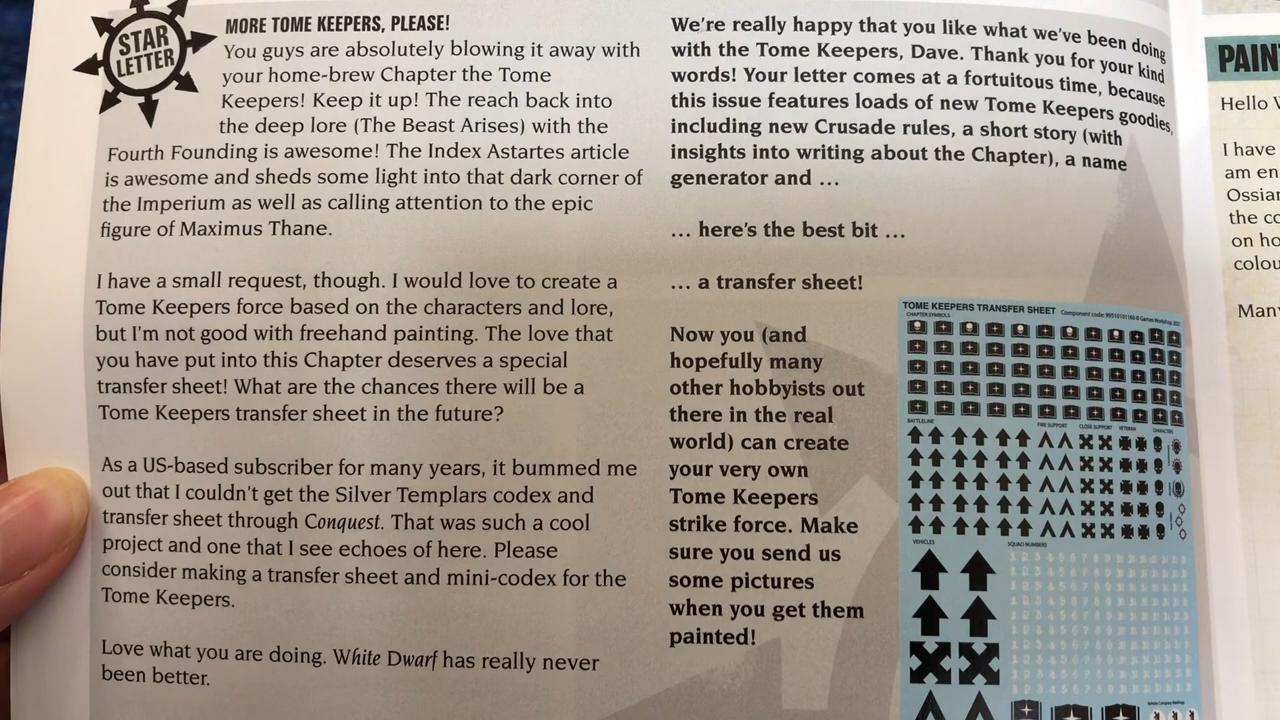 STAR
LETTER
MORE TOME KEEPERS, PLEASE!
You guys are absolutely blowing it away with
your home-brew Chapter the Tome
Keepers! Keep it up! The reach back into
the deep lore (The Beast Arises) with the
Fourth Founding is awesome! The Index Astartes article
is awesome and sheds some light into that dark corner of
the Imperium as well as calling attention to the epic
figure of Maximus Thane.
I have a small request, though. I would love to create a
Tome Keepers force based on the characters and lore,
but I'm not good with freehand painting. The love that
you have put into this Chapter deserves a special
transfer sheet! What are the chances there will be a
Tome Keepers transfer sheet in the future?
As a US-based subscriber for many years, it bummed me
out that I couldn't get the Silver Templars codex and
transfer sheet through Conquest. That was such a cool
project and one that I see echoes of here. Please
consider making a transfer sheet and mini-codex for the
Tome Keepers.
Love what you are doing. White Dwarf has really never
been better.
We're really happy that you like what we've been doing
with the Tome Keepers, Dave. Thank you for your kind
words! Your letter comes at a fortuitous time, because
this issue features loads of new Tome Keepers goodies,
including new Crusade rules, a short story (with
insights into writing about the Chapter), a name
generator and ...
... here's the best bit ...
... a transfer sheet!
Now you (and
hopefully many
other hobbyists out
there in the real
world) can create
your very own
Tome Keepers
strike force. Make
sure you send us
some pictures
when you get them
painted!
TOME KEEPERS TRANSFER SHEET
CHAPTER SYMBOLS
BATTLELINE FIRE SUPPORT CLOSE SUPPORT VETERAN CHARACTERS
VEHICLES SQUAD NUMBERS
PAIN
Hello
I have
am en
Ossiar
the co
on ho
colou
Many